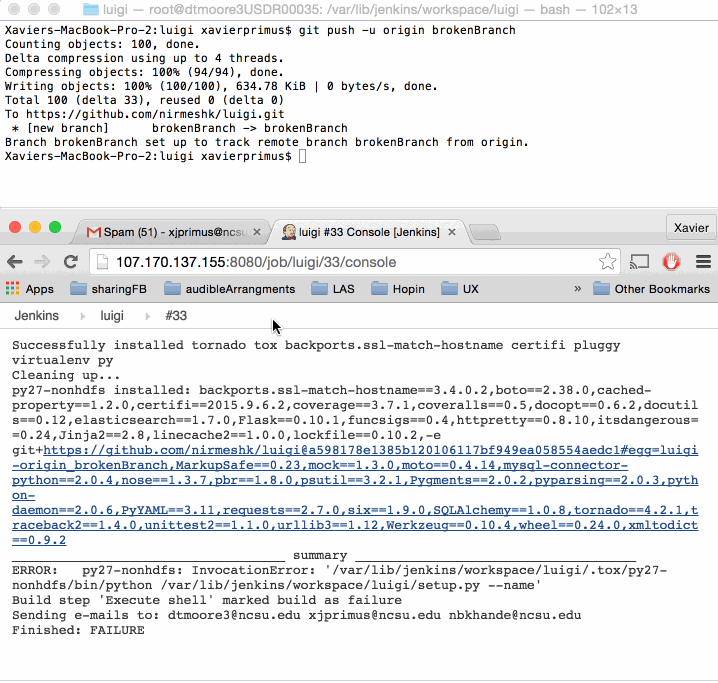 luigi — root@dtmoore3USDR00035: /var/lib/jenkins/workspace/luigi — bash — 102×13
Xaviers-MacBook-Pro-2:luigi xavierprimus$ git push -u origin brokenBranch
Counting objects: 100, done.
Delta compression using up to 4 threads.
Compressing objects: 100% (94/94), done.
Writing objects: 100% (100/100), 634.78 KiB | 0 bytes/s, done.
Total 100 (delta 33), reused 0 (delta 0)
To https://github.com/nirmeshk/luigi.git
 * [new branch]      brokenBranch -> brokenBranch
Branch brokenBranch set up to track remote branch brokenBranch from origin.
Xaviers-MacBook-Pro-2:luigi xavierprimus$
Spam (51) - xjprimus@ncsu luigi #33 Console [Jenkins] Xavier
107.170.137.155:8080/job/luigi/33/console
Apps sharingFB audibleArrangments LAS Hopin UX » Other Bookmarks
Jenkins luigi #33
Successfully installed tornado tox backports.ssl-match-hostname certifi pluggy
virtualenv py
Cleaning up...
py27-nonhdfs installed: backports.ssl-match-hostname==3.4.0.2,boto==2.38.0,cached-
property==1.2.0,certifi==2015.9.6.2,coverage==3.7.1,coveralls==0.5,docopt==0.6.2,docutil
s==0.12,elasticsearch==1.7.0,Flask==0.10.1,funcsigs==0.4,httpretty==0.8.10,itsdangerous=
=0.24,Jinja2==2.8,linecache2==1.0.0,lockfile==0.10.2,-e
git+https://github.com/nirmeshk/luigi@a598178e1385b120106117bf949ea058554aedc1#egg=luigi
-origin_brokenBranch,MarkupSafe==0.23,mock==1.3.0,moto==0.4.14,mysql-connector-
python==2.0.4,nose==1.3.7,pbr==1.8.0,psutil==3.2.1,Pygments==2.0.2,pyparsing==2.0.3,pyth
on-
daemon==2.0.6,PyYAML==3.11,requests==2.7.0,six==1.9.0,SQLAlchemy==1.0.8,tornado==4.2.1,t
raceback2==1.4.0,unittest2==1.1.0,urllib3==1.12,Werkzeug==0.10.4,wheel==0.24.0,xmltodict
==0.9.2
___________________________________ summary ____________________________________
ERROR:   py27-nonhdfs: InvocationError: '/var/lib/jenkins/workspace/luigi/.tox/py27-
nonhdfs/bin/python /var/lib/jenkins/workspace/luigi/setup.py --name'
Build step 'Execute shell' marked build as failure
Sending e-mails to: dtmoore3@ncsu.edu xjprimus@ncsu.edu nbkhande@ncsu.edu
Finished: FAILURE